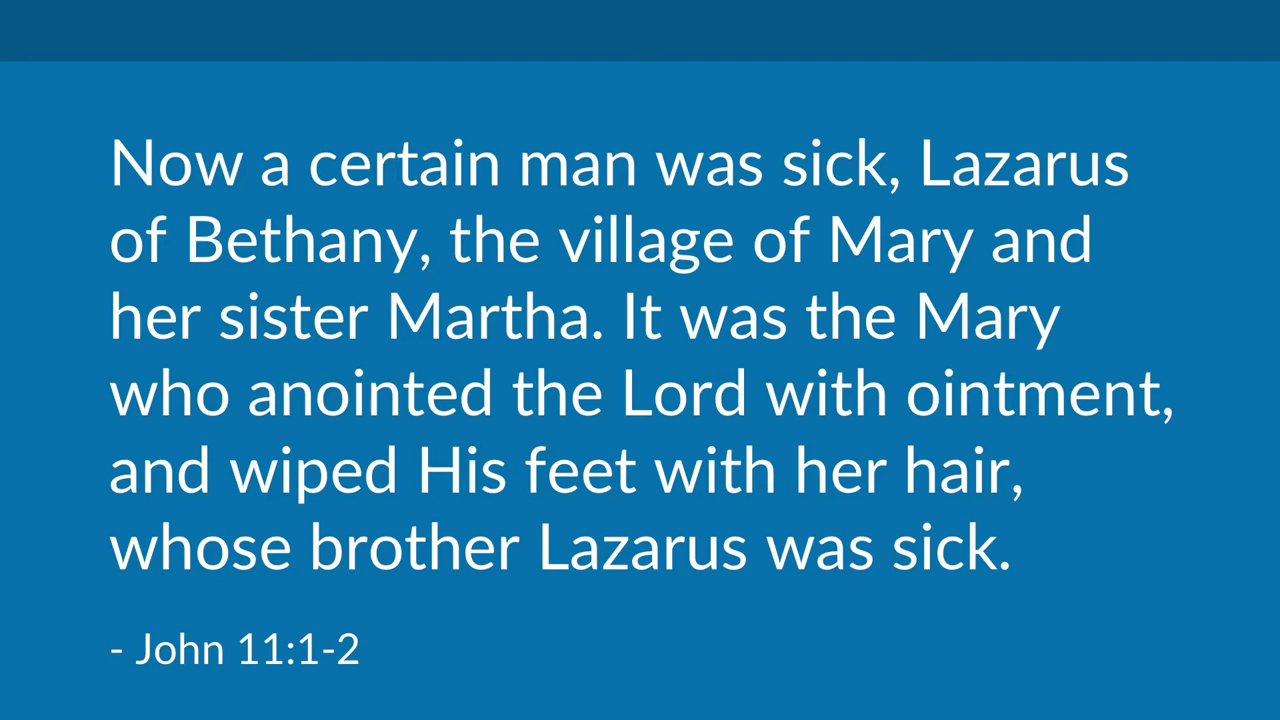 Now a certain man was sick, Lazarus
of Bethany, the village of Mary and
her sister Martha. It was the Mary
who anointed the Lord with ointment,
and wiped His feet with her hair,
whose brother Lazarus was sick.
- John 11:1-2